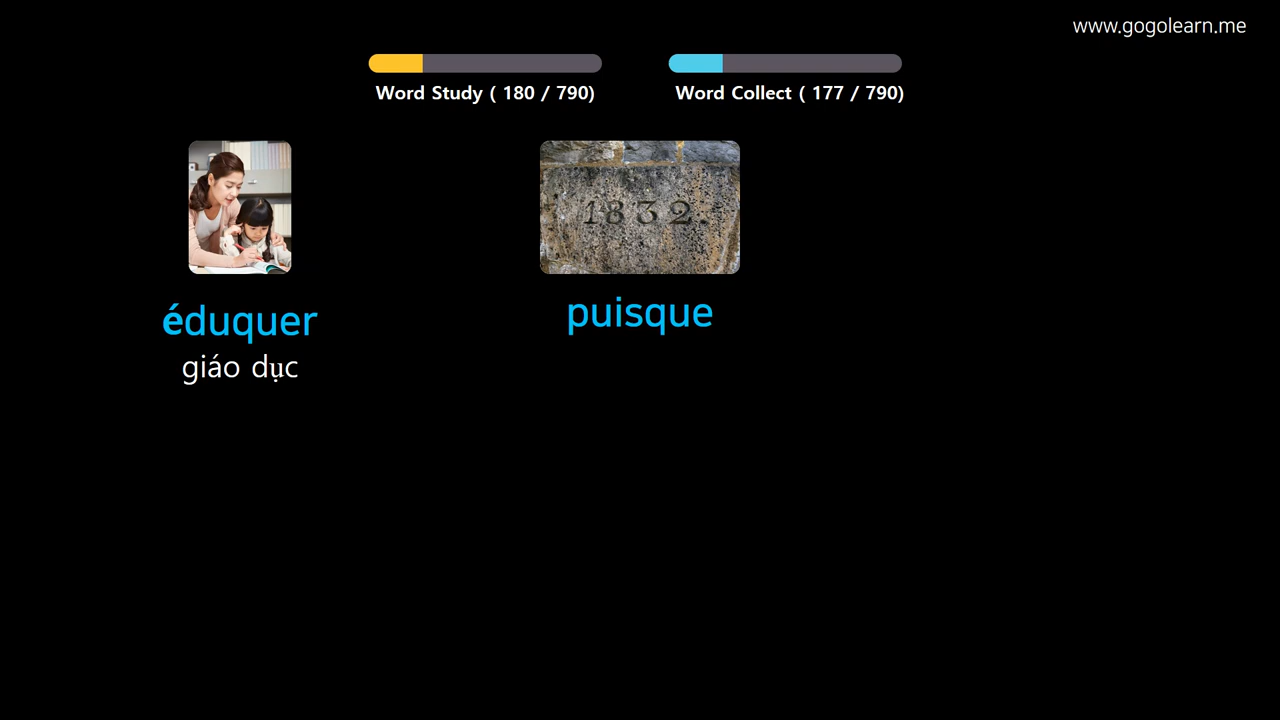 www.gogolearn.me
Word Study ( 180 / 790)
Word Collect ( 177 / 790)
1832.
éduquer
puisque
giáo dục